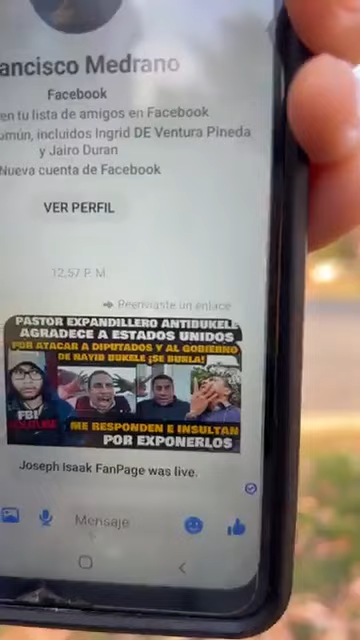 ancisco Medrano
Facebook
en tu lista de amigos en Facebook
omún, incluidos Ingrid DE Ventura Pineda
y Jairo Duran
Nueva cuenta de Facebook
VER PERFIL
12:57 P. M.
Reenviaste un enlace
PASTOR EXPANDILLERO ANTIBUKELE
AGRADECE A ESTADOS UNIDOS
POR ATACAR A DIPUTADOS Y AL GOBIERNO
DE NAYIB BUKELE ¡SE BURLA!
FBI
YOUTUBE
ME RESPONDEN E INSULTAN
POR EXPONERLOS
Joseph Isaak FanPage was live.
Mensaje